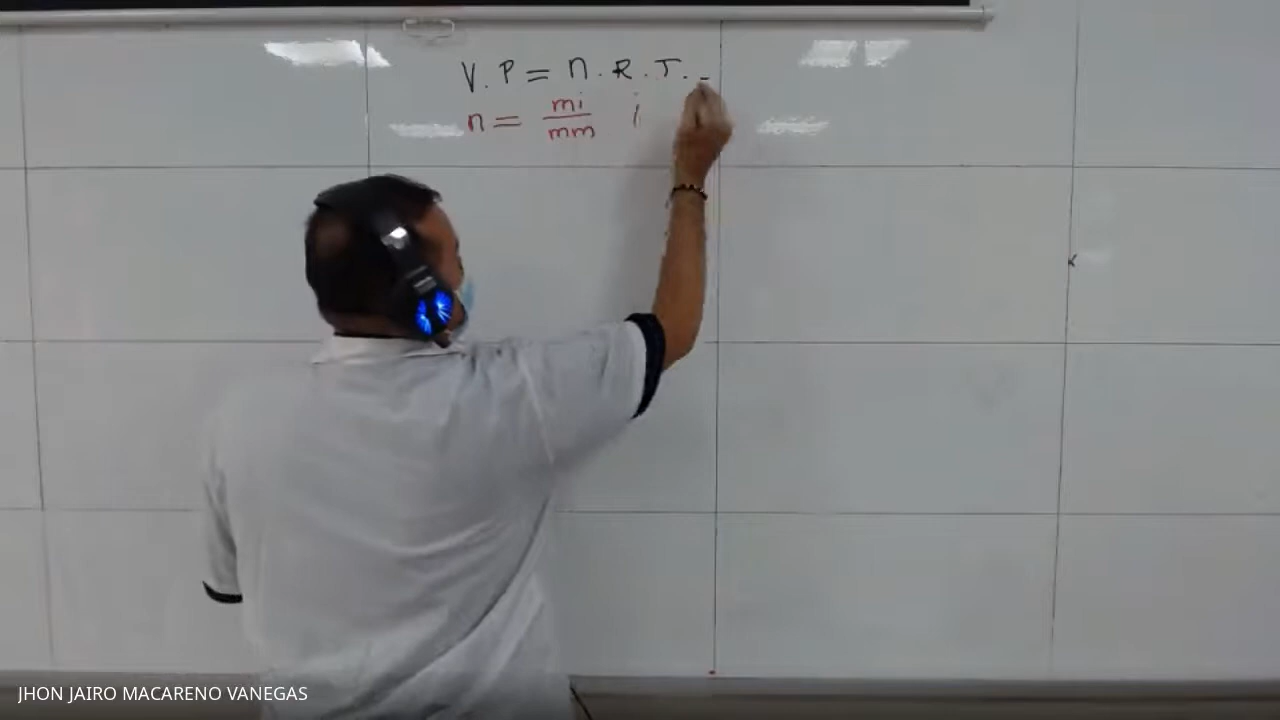 V.P = n.R.T.-
n = mi/mm i
JHON JAIRO MACARENO VANEGAS